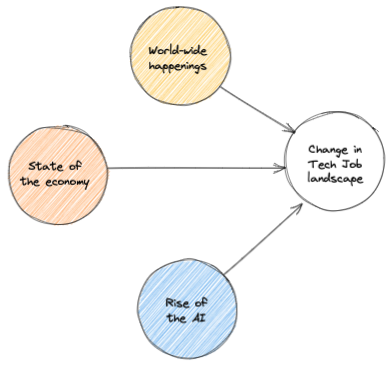 World-wide
happenings
State of
the economy
Change in
Tech Job
landscape
Rise of
the AI